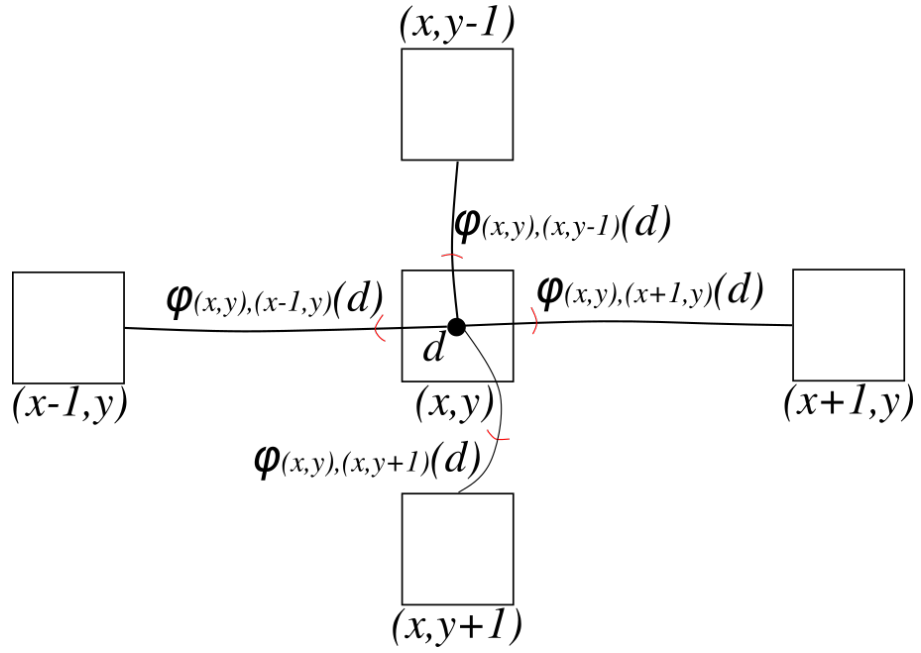 (x,y-1)
φ(x,y),(x,y-1)(d)
φ(x,y),(x-1,y)(d)
φ(x,y),(x+1,y)(d)
d
(x-1,y)
(x,y)
(x+1,y)
φ(x,y),(x,y+1)(d)
(x,y+1)